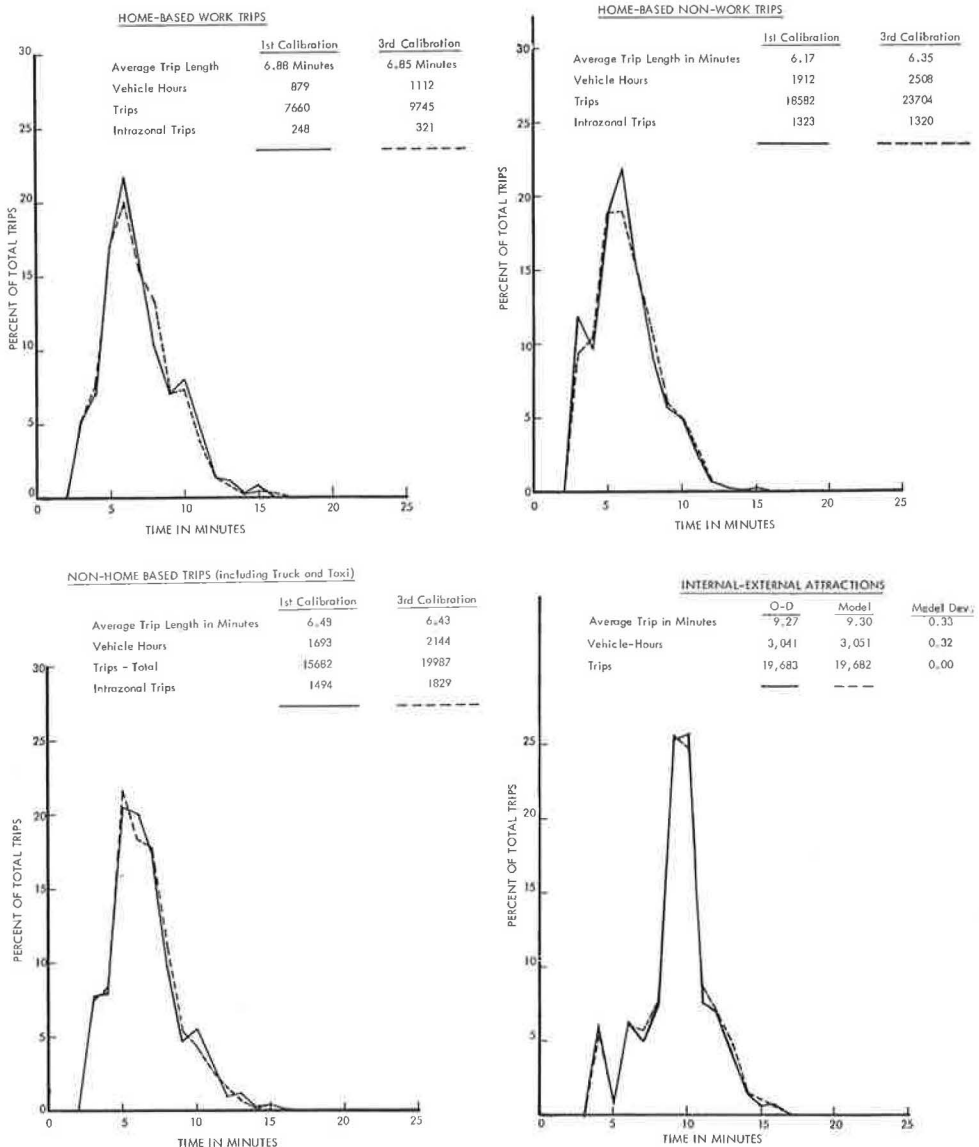 HOME-BASED WORK TRIPS
1st Calibration 3rd Calibration
Average Trip Length 6.88 Minutes 6.85 Minutes
Vehicle Hours 879 1112
Trips 7660 9745
Intrazonal Trips 248 321
30
25
20
15
10
5
0
PERCENT OF TOTAL TRIPS
0 5 10 15 20 25
TIME IN MINUTES
HOME-BASED NON-WORK TRIPS
1st Calibration 3rd Calibration
Average Trip Length in Minutes 6.17 6.35
Vehicle Hours 1912 2508
Trips 18582 23704
Intrazonal Trips 1323 1320
30
25
20
15
10
5
0
PERCENT OF TOTAL TRIPS
0 5 10 15 20 25
TIME IN MINUTES
NON-HOME BASED TRIPS (including Truck and Taxi)
1st Calibration 3rd Calibration
Average Trip Length in Minutes 6.48 6.43
Vehicle Hours 1693 2144
Trips - Total 15682 19987
Intrazonal Trips 1494 1829
30
25
20
15
10
5
0
PERCENT OF TOTAL TRIPS
0 5 10 15 20 25
TIME IN MINUTES
INTERNAL-EXTERNAL ATTRACTIONS
O-D Model Model Dev.
Average Trip in Minutes 9.27 9.30 0.33
Vehicle-Hours 3,041 3,051 0.32
Trips 19,683 19,682 0.00
25
20
15
10
5
PERCENT OF TOTAL TRIPS
0 5 10 15 20 25
TIME IN MINUTES